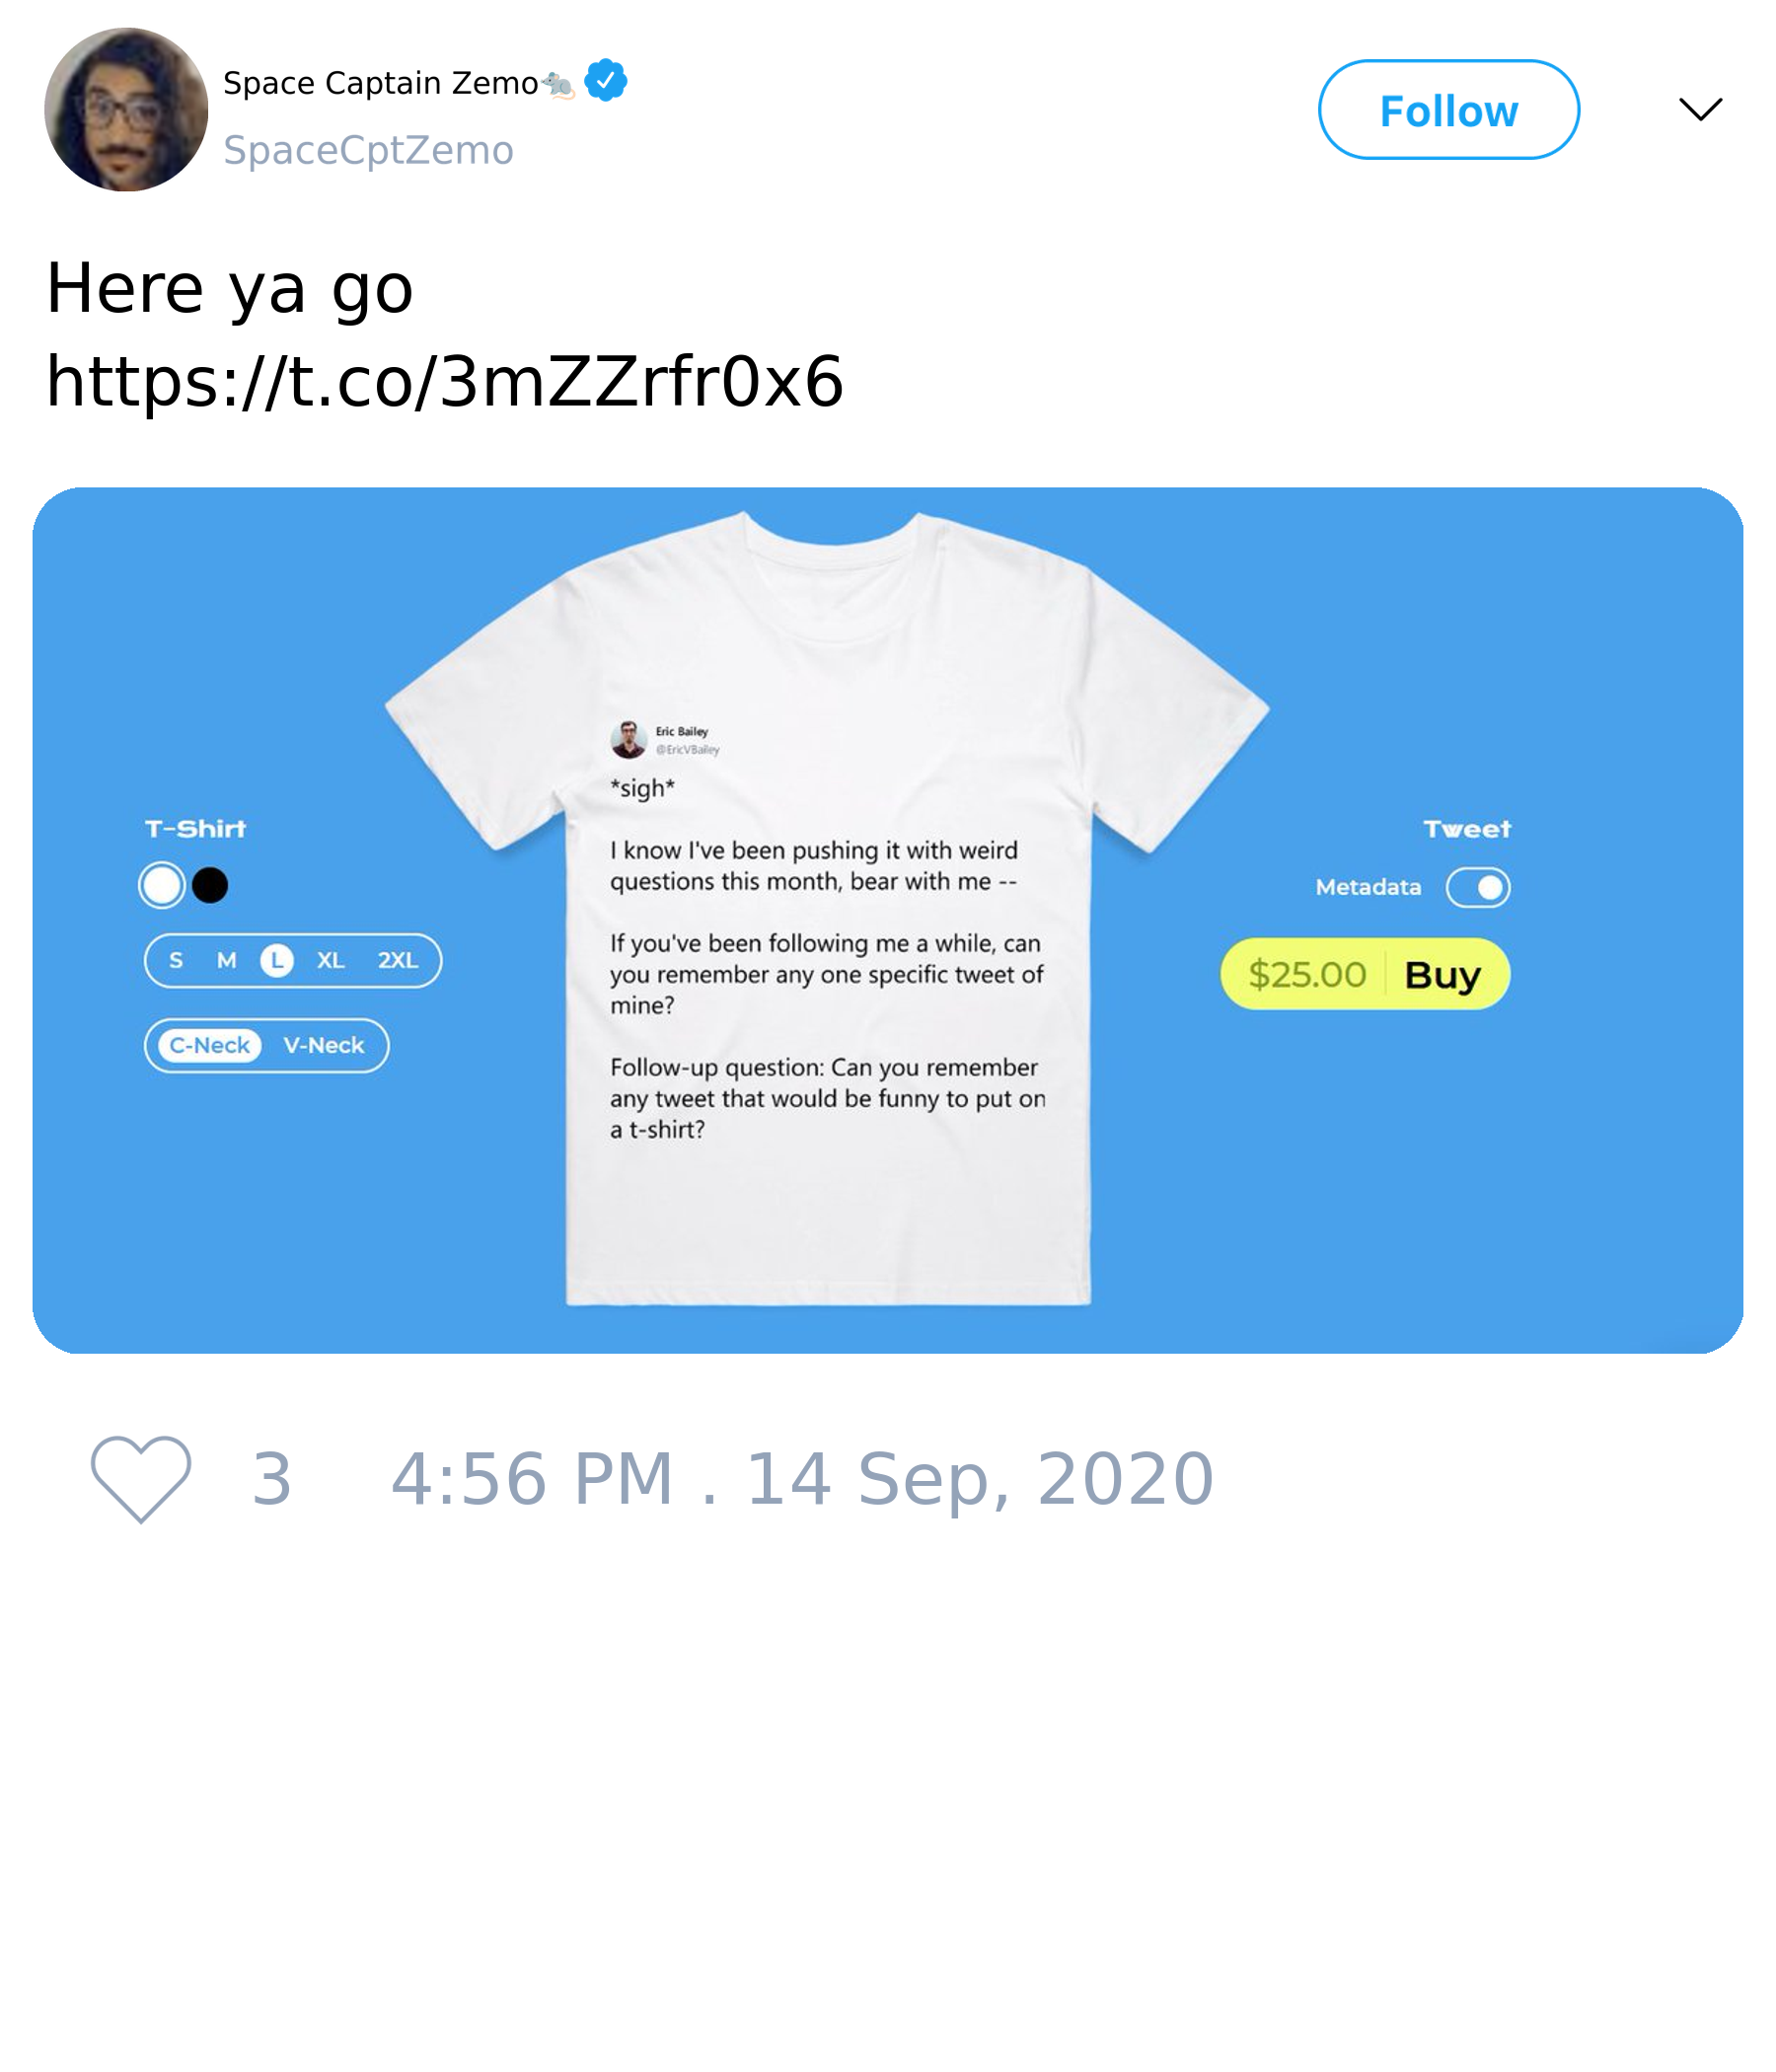 Space Captain Zemo🐀
SpaceCptZemo
Follow
Here ya go
https://t.co/3mZZrfr0x6
Eric Bailey
@EricVBailey
*sigh*
I know I've been pushing it with weird
questions this month, bear with me --
If you've been following me a while, can
you remember any one specific tweet of
mine?
Follow-up question: Can you remember
any tweet that would be funny to put on
a t-shirt?
T-Shirt
S M L XL 2XL
C-Neck V-Neck
Tweet
Metadata
$25.00 Buy
3 4:56 PM . 14 Sep, 2020